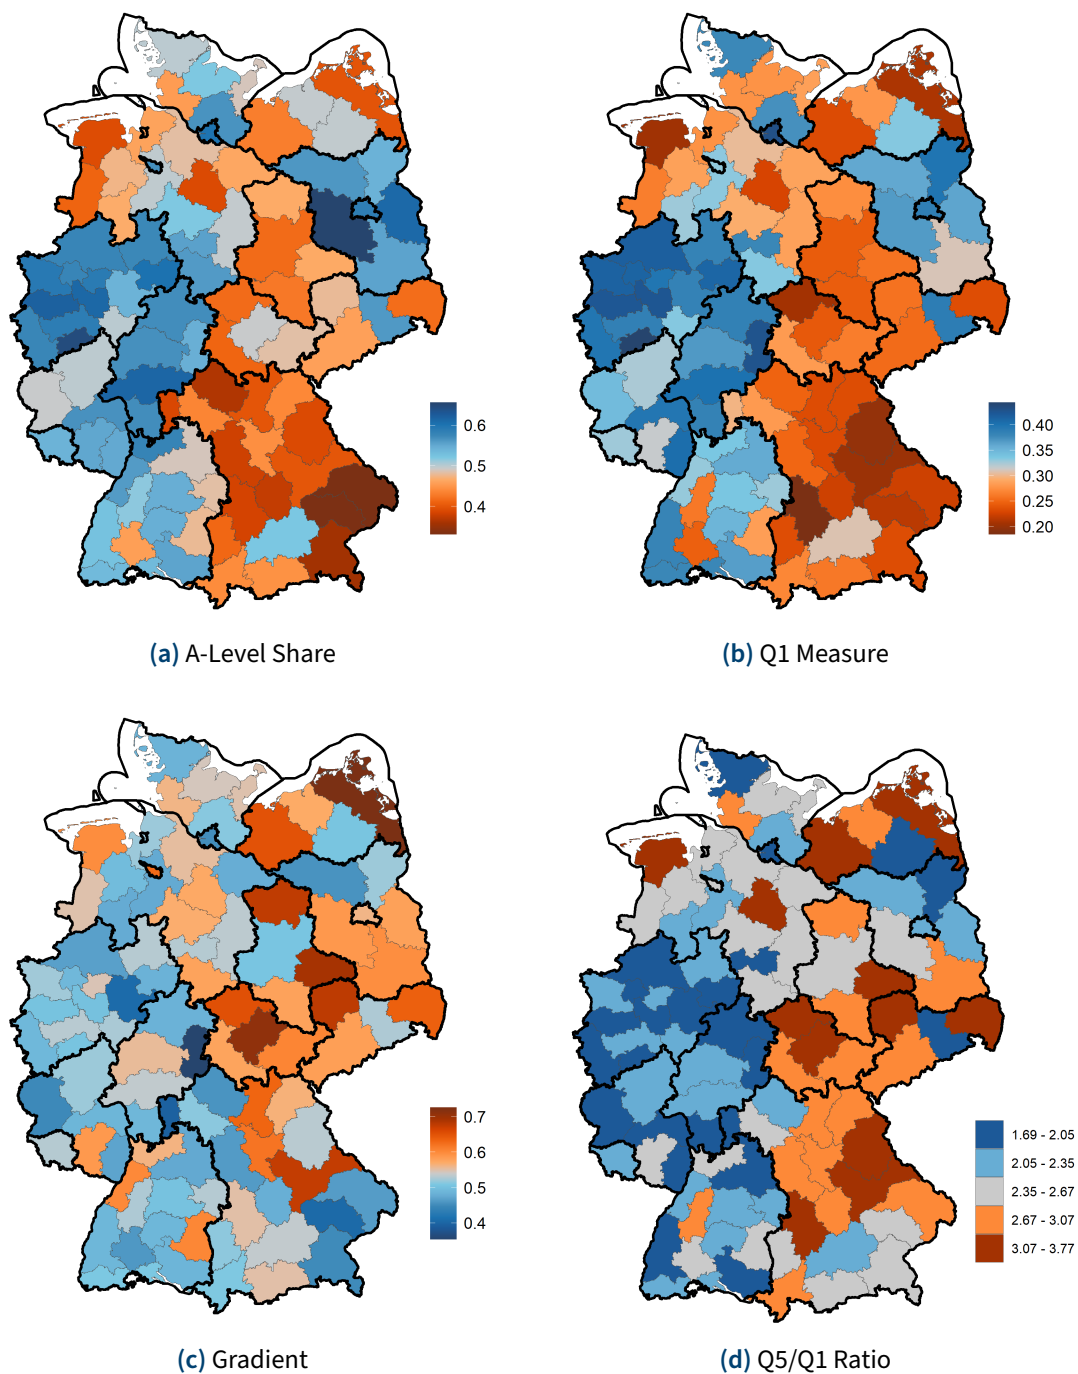 0.6
0.5
0.4
(a) A-Level Share
0.40
0.35
0.30
0.25
0.20
(b) Q1 Measure
0.7
0.6
0.5
0.4
(c) Gradient
1.69 - 2.05
2.05 - 2.35
2.35 - 2.67
2.67 - 3.07
3.07 - 3.77
(d) Q5/Q1 Ratio